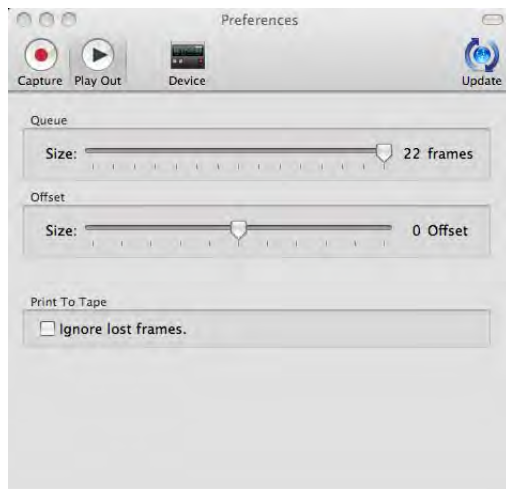 Preferences
Capture Play Out Device Update
Queue
Size: 22 frames
Offset
Size: 0 Offset
Print To Tape
Ignore lost frames.